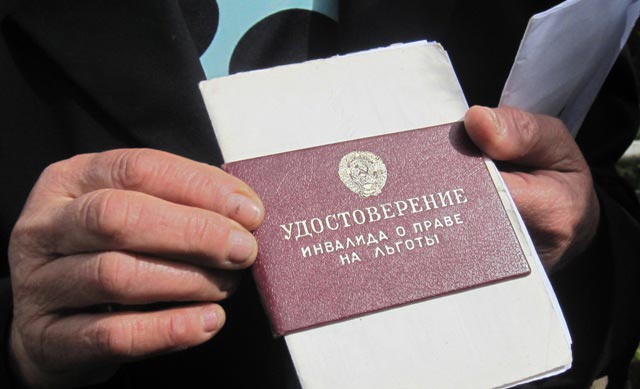 УДОСТОВЕРЕНИЕ
ИНВАЛИДА О ПРАВЕ
НА ЛЬГОТЫ